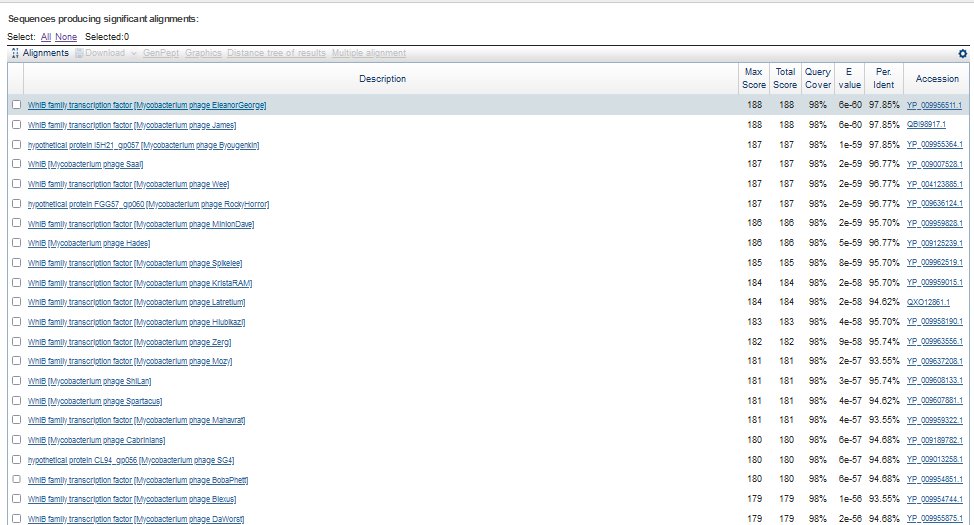 Sequences producing significant alignments:
Select: All None Selected:0
Alignments Download GenPept Graphics Distance tree of results Multiple alignment
Description Max Score Total Score Query Cover E value Per. Ident Accession
WhiB family transcription factor [Mycobacterium phage EleanorGeorge] 188 188 98% 6e-60 97.85% YP_009956511.1
WhiB family transcription factor [Mycobacterium phage James] 188 188 98% 6e-60 97.85% QBI98917.1
hypothetical protein I5H21_gp057 [Mycobacterium phage Byougenkin] 187 187 98% 1e-59 97.85% YP_009955364.1
WhiB [Mycobacterium phage Saal] 187 187 98% 2e-59 96.77% YP_009007528.1
WhiB family transcription factor [Mycobacterium phage Wee] 187 187 98% 2e-59 96.77% YP_004123885.1
hypothetical protein FGG57_gp060 [Mycobacterium phage RockyHorror] 187 187 98% 2e-59 96.77% YP_009636124.1
WhiB family transcription factor [Mycobacterium phage MinionDave] 186 186 98% 2e-59 95.70% YP_009959828.1
WhiB [Mycobacterium phage Hades] 186 186 98% 5e-59 96.77% YP_009125239.1
WhiB family transcription factor [Mycobacterium phage Spikelee] 185 185 98% 8e-59 95.70% YP_009962519.1
WhiB family transcription factor [Mycobacterium phage KristaRAM] 184 184 98% 2e-58 95.70% YP_009959015.1
WhiB family transcription factor [Mycobacterium phage Latretium] 184 184 98% 2e-58 94.62% QXO12861.1
WhiB family transcription factor [Mycobacterium phage Hlubikazi] 183 183 98% 4e-58 95.70% YP_009958190.1
WhiB family transcription factor [Mycobacterium phage Zerg] 182 182 98% 9e-58 95.74% YP_009963556.1
WhiB family transcription factor [Mycobacterium phage Mozy] 181 181 98% 2e-57 93.55% YP_009637208.1
WhiB [Mycobacterium phage ShiLan] 181 181 98% 3e-57 95.74% YP_009608133.1
WhiB family transcription factor [Mycobacterium phage Spartacus] 181 181 98% 4e-57 94.62% YP_009607881.1
WhiB family transcription factor [Mycobacterium phage Mahavrat] 181 181 98% 4e-57 93.55% YP_009959322.1
WhiB [Mycobacterium phage Cabrinians] 180 180 98% 6e-57 94.68% YP_009189782.1
hypothetical protein CL94_gp056 [Mycobacterium phage SG4] 180 180 98% 6e-57 94.68% YP_009013258.1
WhiB family transcription factor [Mycobacterium phage BobaPhett] 180 180 98% 6e-57 94.68% YP_009954851.1
WhiB family transcription factor [Mycobacterium phage Blexus] 179 179 98% 1e-56 93.55% YP_009954744.1
WhiB family transcription factor [Mycobacterium phage DaWorst] 179 179 98% 2e-56 94.68% YP_009955875.1